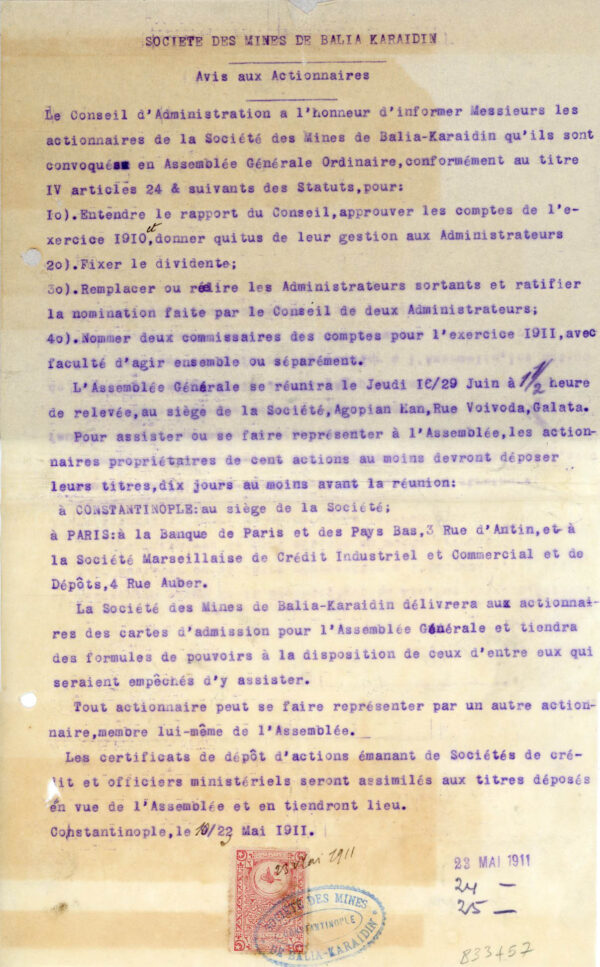 SOCIETE DES MINES DE BALIA KARAIDIN
Avis aux Actionnaires
Le Conseil d'Administration a l'honneur d'informer Messieurs les
actionnaires de la Société des Mines de Balia-Karaidin qu'ils sont
convoqués en Assemblée Générale Ordinaire,conformément au titre
IV articles 24 & suivants des Statuts,pour:
1o).Entendre le rapport du Conseil,approuver les comptes de l'e-
xercice 1910,et donner quitus de leur gestion aux Administrateurs
2o).Fixer le dividente;
3o).Remplacer ou réélire les Administrateurs sortants et ratifier
la nomination faite par le Conseil de deux Administrateurs;
4o).Nommer deux commissaires des comptes pour l'exercice 1911,avec
faculté d'agir ensemble ou séparément.
L'Assemblée Générale se réunira le Jeudi 16/29 Juin à 1 1/2 heure
de relevée,au siège de la Société,Agopian Kan,Rue Voivoda,Galata.
Pour assister ou se faire représenter à l'Assemblée,les action-
naires propriétaires de cent actions au moins devront déposer
leurs titres,dix jours au moins avant la réunion:
à CONSTANTINOPLE:au siège de la Société;
à PARIS:à la Banque de Paris et des Pays Bas,3 Rue d'Antin,et à
la Société Marseillaise de Crédit Industriel et Commercial et de
Dépôts,4 Rue Auber.
La Société des Mines de Balia-Karaidin délivrera aux actionnai-
res des cartes d'admission pour l'Assemblée Générale et tiendra
des formules de pouvoirs à la disposition de ceux d'entre eux qui
seraient empêchés d'y assister.
Tout actionnaire peut se faire représenter par un autre action-
naire,membre lui-même de l'Assemblée.
Les certificats de dépôt d'actions émanant de Sociétés de cré-
dit et officiers ministériels seront assimilés aux titres déposés
en vue de l'Assemblée et en tiendront lieu.
Constantinople,le 10/23 Mai 1911.
23 Mai 1911
23 MAI 1911
24 —
25 —
SOCIÉTÉ DES MINES
CONSTANTINOPLE
DE BALIA-KARAIDIN
833457